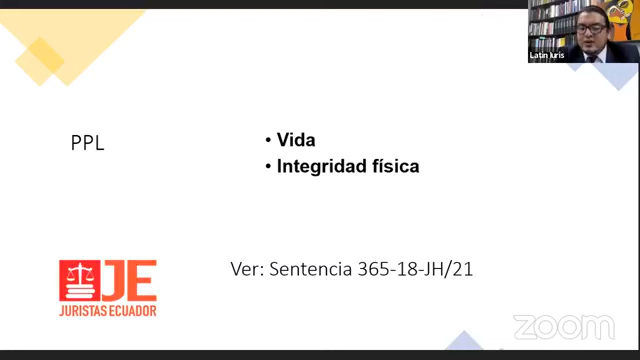 Latin Iuris
PPL
• Vida
• Integridad física
Ver: Sentencia 365-18-JH/21
JE
JURISTAS ECUADOR
zoom